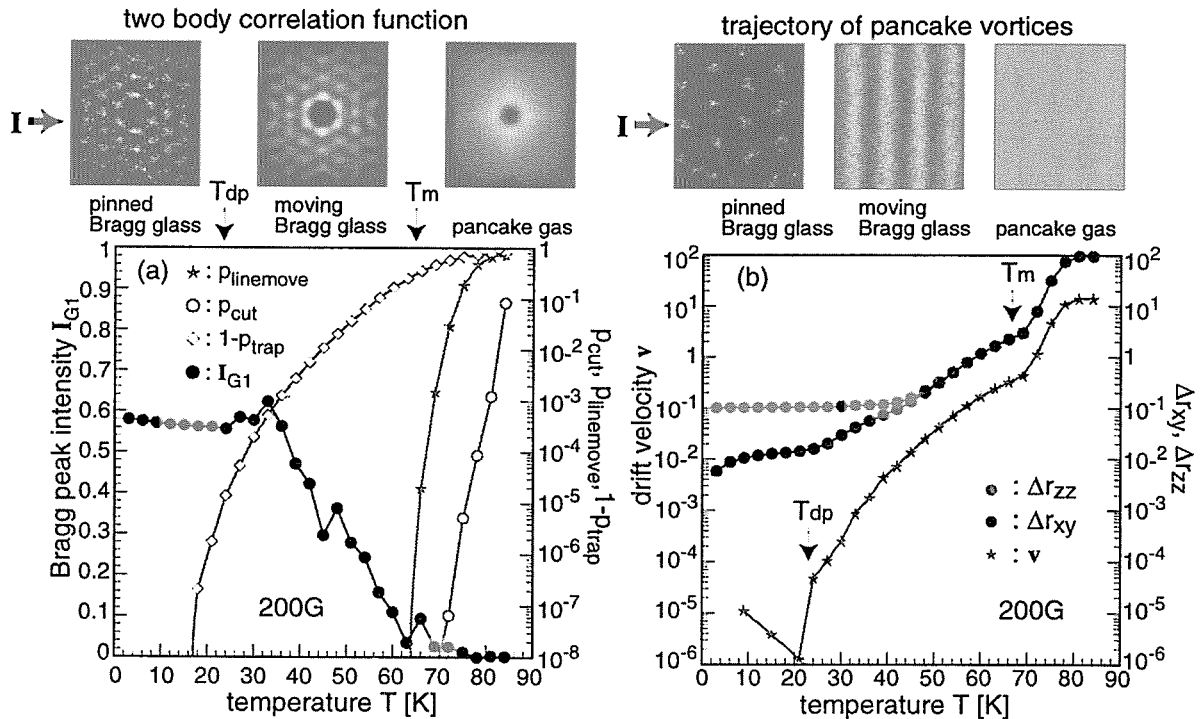 two body correlation function
I
pinned
Bragg glass
Tdp
moving
Bragg glass
Tm
pancake gas
(a)
: plinemove
: pcut
: 1-ptrap
: IG1
200G
Bragg peak intensity IG1
1
0.9
0.8
0.7
0.6
0.5
0.4
0.3
0.2
0.1
0
0 10 20 30 40 50 60 70 80 90
temperature T [K]
1
10-1
10-2
10-3
10-4
10-5
10-6
10-7
10-8
pcut, plinemove, 1-ptrap
trajectory of pancake vortices
I
pinned
Bragg glass
moving
Bragg glass
pancake gas
(b)
Tm
Tdp
: Δrzz
: Δrxy
: v
200G
drift velocity v
102
101
1
10-1
10-2
10-3
10-4
10-5
10-6
0 10 20 30 40 50 60 70 80 90
temperature T [K]
102
101
1
10-1
10-2
10-3
10-4
10-5
10-6
Δrxy, Δrzz